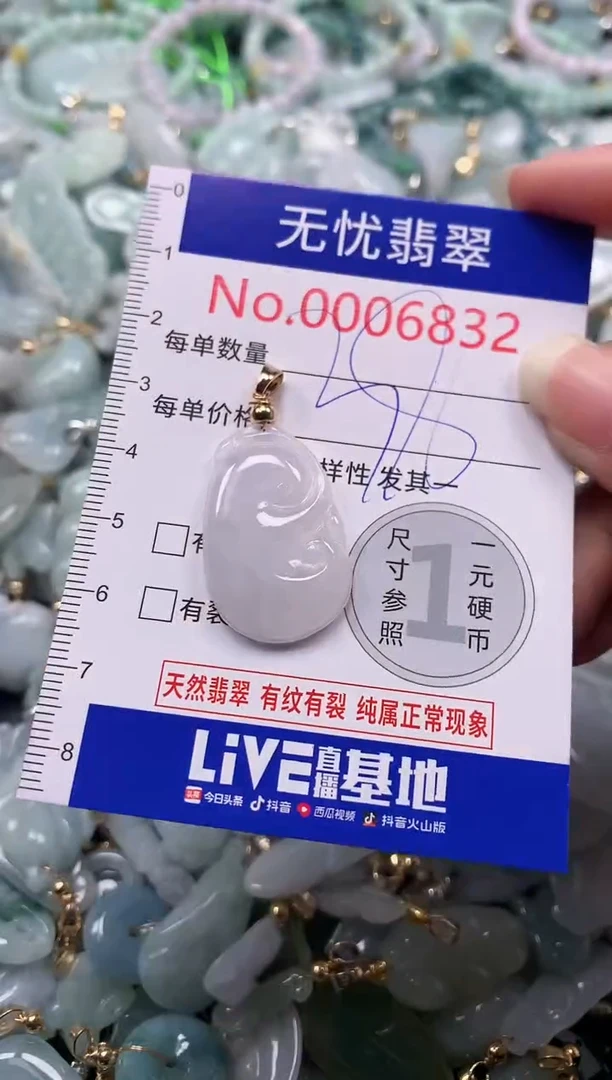 无忧翡翠
No.0006832
每单数量
每单价格
样性 发其一
尺寸参照
1
一元硬币
有裂
天然翡翠 有纹有裂 纯属正常现象
LiVE直播基地
今日头条 抖音 西瓜视频 抖音火山版
0
1
2
3
4
5
6
7
8